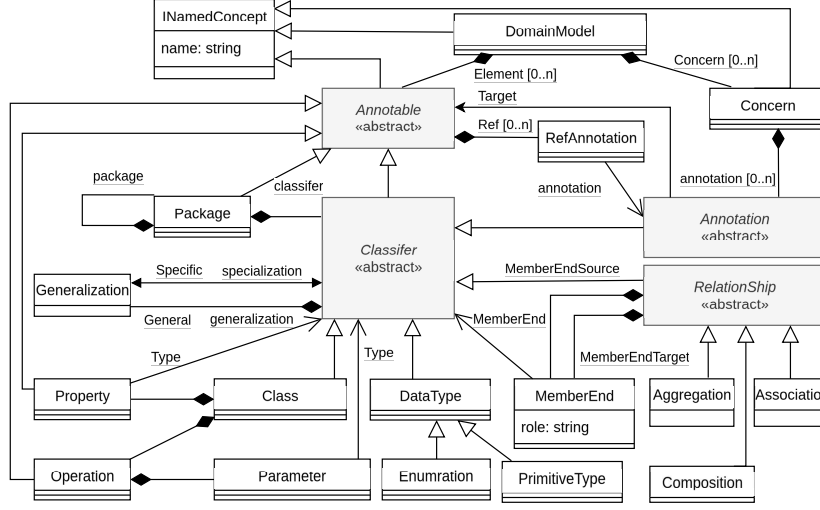 INamedConcept
name: string
DomainModel
Element [0..n]
Concern [0..n]
Concern
Annotable
«abstract»
Target
Ref [0..n]
RefAnnotation
annotation [0..n]
package
classifer
annotation
Package
Annotation
«abstract»
Classifer
«abstract»
Generalization
Specific
specialization
MemberEndSource
RelationShip
«abstract»
General
generalization
MemberEnd
Type
Type
MemberEndTarget
Property
Class
DataType
MemberEnd
role: string
Aggregation
Associatio
Operation
Parameter
Enumration
PrimitiveType
Composition